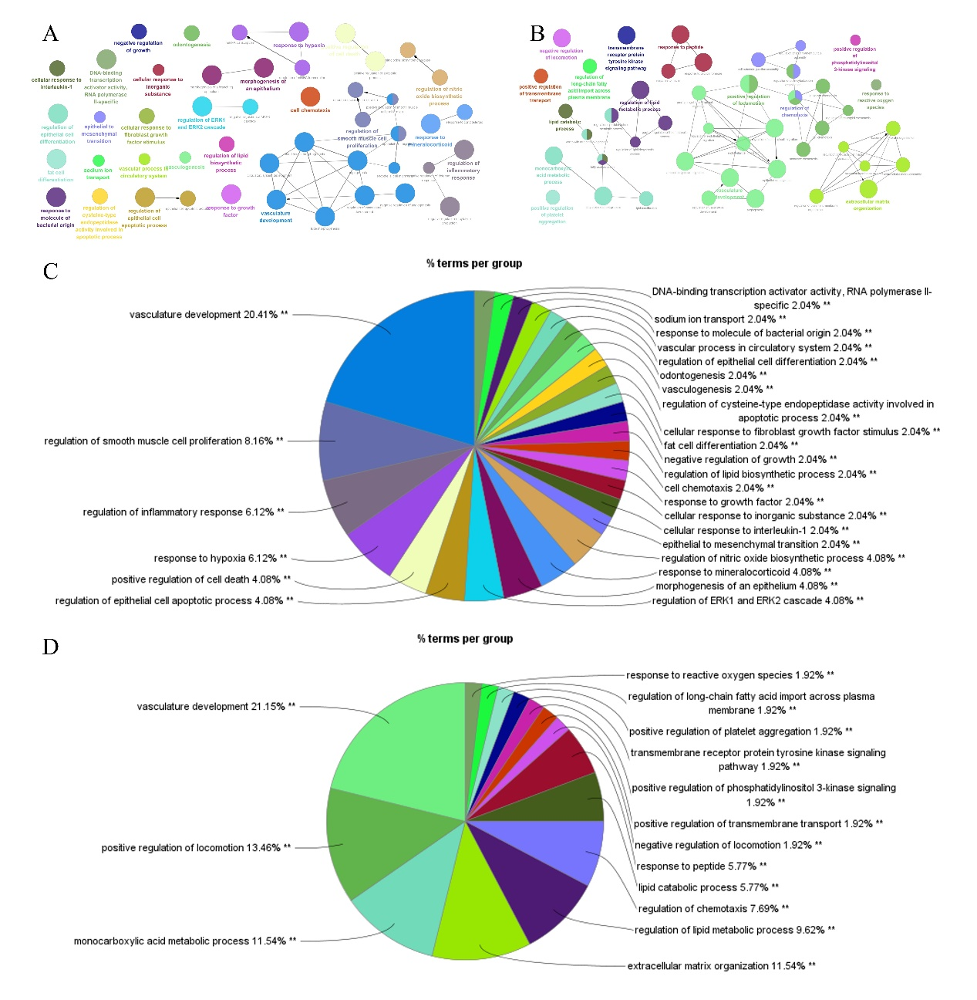 A
negative regulation
of growth
odontogenesis
response to hypoxia
cellular response to
interleukin-1
DNA-binding
transcription
activator activity,
RNA polymerase
II-specific
cellular response to
inorganic
substance
morphogenesis of
an epithelium
cell chemotaxis
regulation of nitric
oxide biosynthetic
process
regulation of
epithelial cell
differentiation
epithelial to
mesenchymal
transition
cellular response to
fibroblast growth
factor stimulus
regulation of ERK1
and ERK2 cascade
regulation of
smooth muscle cell
proliferation
response to
mineralocorticoid
fat cell
differentiation
sodium ion
transport
vascular process in
circulatory system
vasculogenesis
regulation of lipid
biosynthetic
process
regulation of
inflammatory
response
response to
molecule of
bacterial origin
regulation of
cysteine-type
endopeptidase
activity involved in
apoptotic process
regulation of
epithelial cell
apoptotic process
response to growth
factor
vasculature
development
B
negative regulation
of locomotion
transmembrane
receptor protein
tyrosine kinase
signaling pathway
response to peptide
positive regulation
of
phosphatidylinositol
3-kinase signaling
positive regulation
of transmembrane
transport
regulation of
long-chain fatty
acid import across
plasma membrane
regulation of lipid
metabolic process
positive regulation
of locomotion
regulation of
chemotaxis
response to
reactive oxygen
species
lipid catabolic
process
monocarboxylic
acid metabolic
process
positive regulation
of platelet
aggregation
vasculature
development
extracellular matrix
organization
C
% terms per group
vasculature development 20.41% **
regulation of smooth muscle cell proliferation 8.16% **
regulation of inflammatory response 6.12% **
response to hypoxia 6.12% **
positive regulation of cell death 4.08% **
regulation of epithelial cell apoptotic process 4.08% **
DNA-binding transcription activator activity, RNA polymerase II-
specific 2.04% **
sodium ion transport 2.04% **
response to molecule of bacterial origin 2.04% **
vascular process in circulatory system 2.04% **
regulation of epithelial cell differentiation 2.04% **
odontogenesis 2.04% **
vasculogenesis 2.04% **
regulation of cysteine-type endopeptidase activity involved in
apoptotic process 2.04% **
cellular response to fibroblast growth factor stimulus 2.04% **
fat cell differentiation 2.04% **
negative regulation of growth 2.04% **
regulation of lipid biosynthetic process 2.04% **
cell chemotaxis 2.04% **
response to growth factor 2.04% **
cellular response to inorganic substance 2.04% **
cellular response to interleukin-1 2.04% **
epithelial to mesenchymal transition 2.04% **
regulation of nitric oxide biosynthetic process 4.08% **
response to mineralocorticoid 4.08% **
morphogenesis of an epithelium 4.08% **
regulation of ERK1 and ERK2 cascade 4.08% **
D
% terms per group
vasculature development 21.15% **
positive regulation of locomotion 13.46% **
monocarboxylic acid metabolic process 11.54% **
response to reactive oxygen species 1.92% **
regulation of long-chain fatty acid import across plasma
membrane 1.92% **
positive regulation of platelet aggregation 1.92% **
transmembrane receptor protein tyrosine kinase signaling
pathway 1.92% **
positive regulation of phosphatidylinositol 3-kinase signaling
1.92% **
positive regulation of transmembrane transport 1.92% **
negative regulation of locomotion 1.92% **
response to peptide 5.77% **
lipid catabolic process 5.77% **
regulation of chemotaxis 7.69% **
regulation of lipid metabolic process 9.62% **
extracellular matrix organization 11.54% **